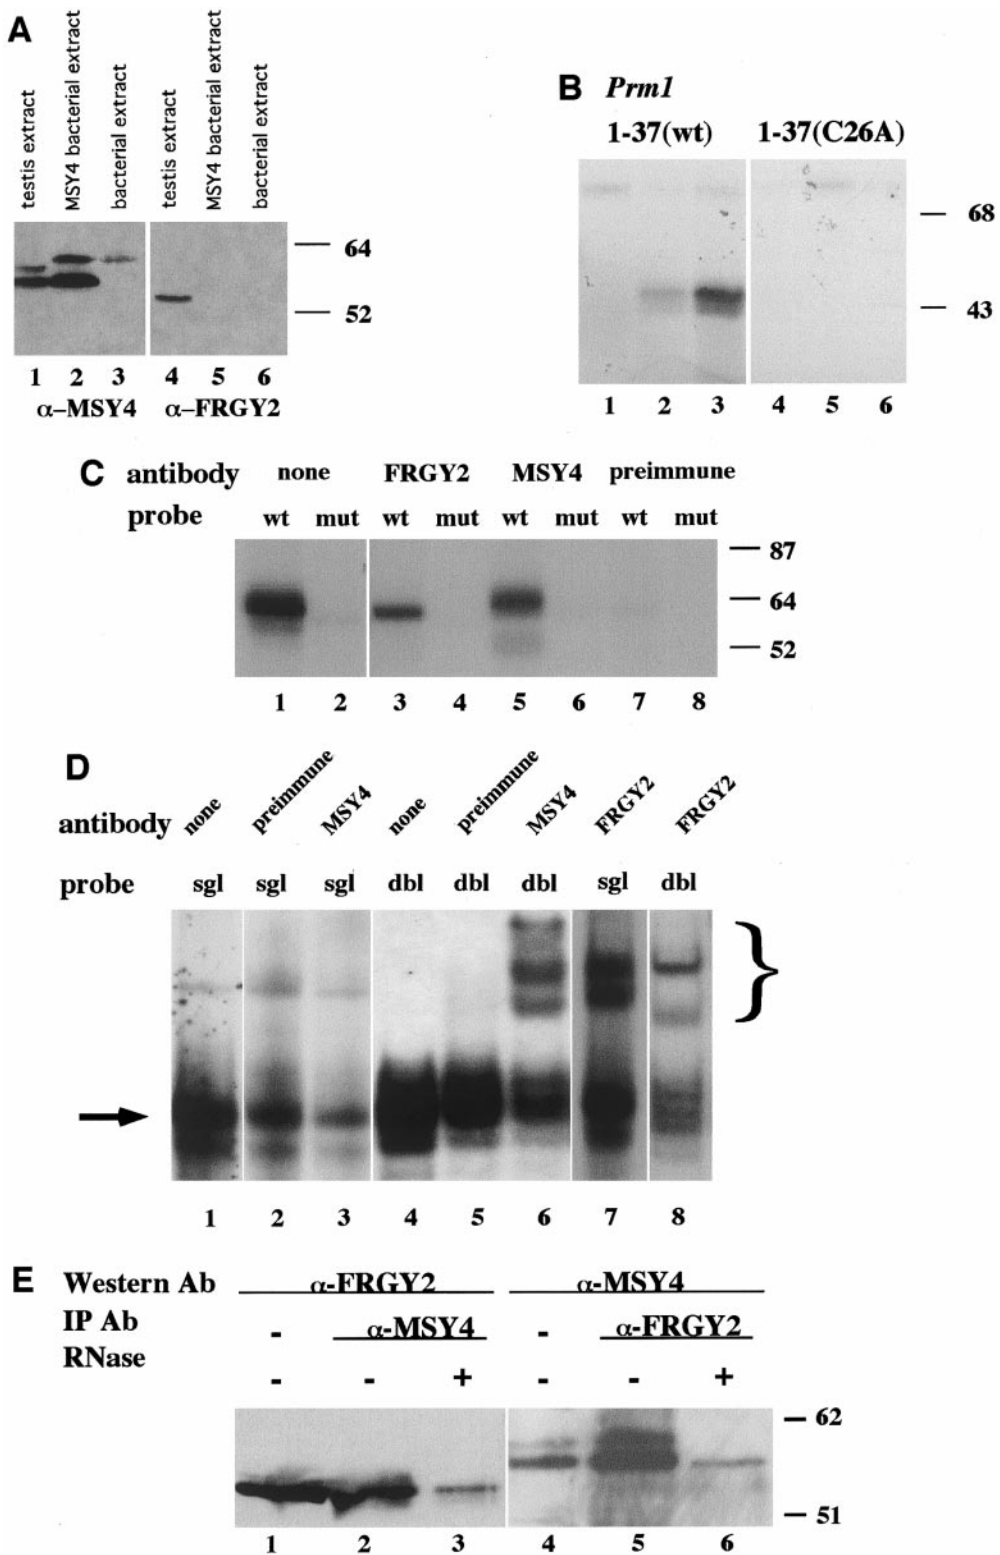 A
testis extract
MSY4 bacterial extract
bacterial extract
testis extract
MSY4 bacterial extract
bacterial extract
64
52
1 2 3 4 5 6
α–MSY4 α–FRGY2
B Prm1
1-37(wt) 1-37(C26A)
68
43
1 2 3 4 5 6
C antibody none FRGY2 MSY4 preimmune
probe wt mut wt mut wt mut wt mut
87
64
52
1 2 3 4 5 6 7 8
D
antibody none preimmune MSY4 none preimmune MSY4 FRGY2 FRGY2
probe sgl sgl sgl dbl dbl dbl sgl dbl
1 2 3 4 5 6 7 8
E Western Ab α-FRGY2 α-MSY4
IP Ab - α-MSY4 - α-FRGY2
RNase
- - + - - +
62
51
1 2 3 4 5 6